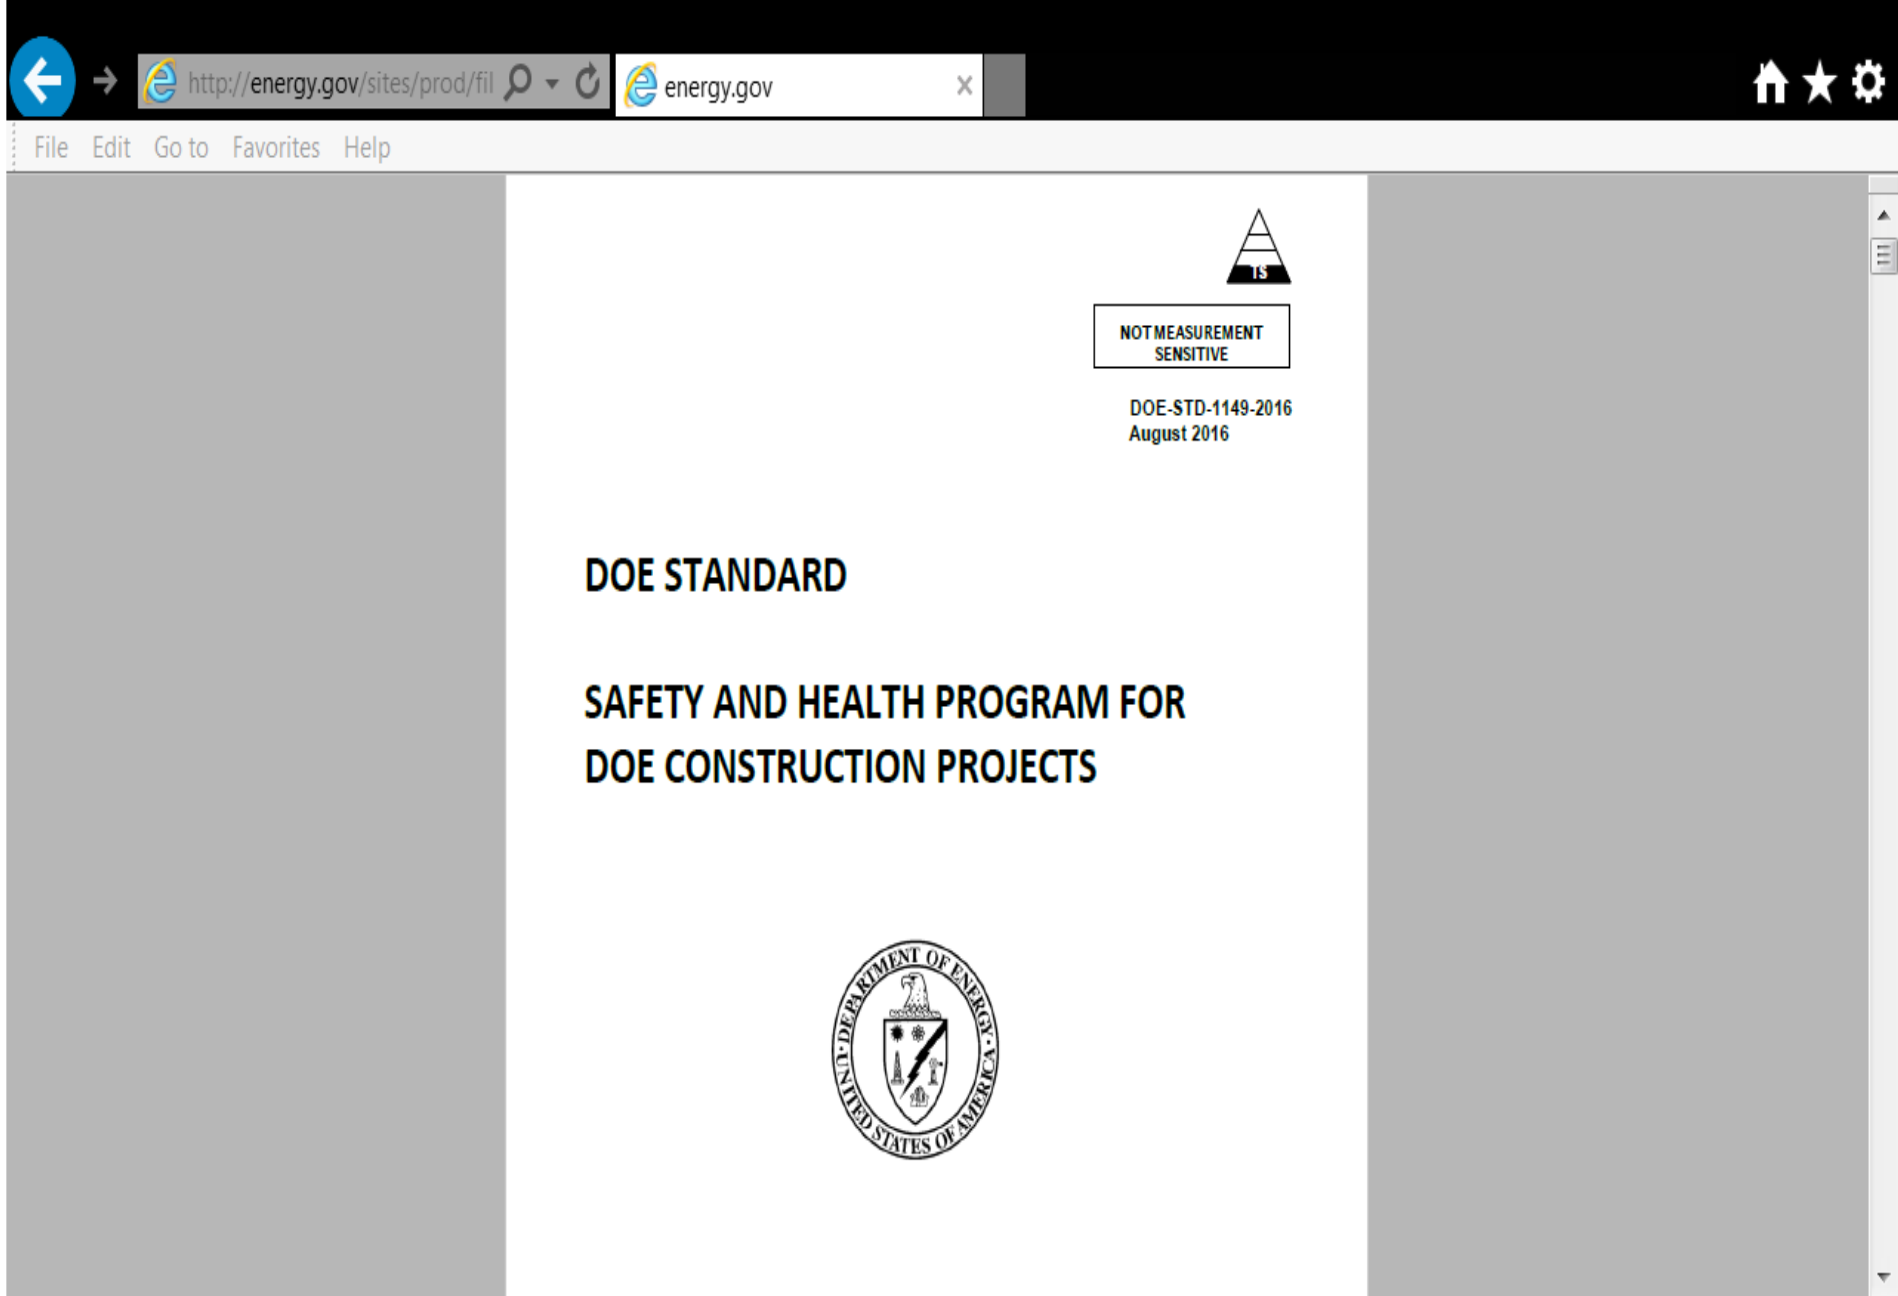 http://energy.gov/sites/prod/fil
energy.gov
File Edit Go to Favorites Help
TS
NOT MEASUREMENT
SENSITIVE
DOE-STD-1149-2016
August 2016
DOE STANDARD
SAFETY AND HEALTH PROGRAM FOR
DOE CONSTRUCTION PROJECTS
DEPARTMENT OF ENERGY
UNITED STATES OF AMERICA